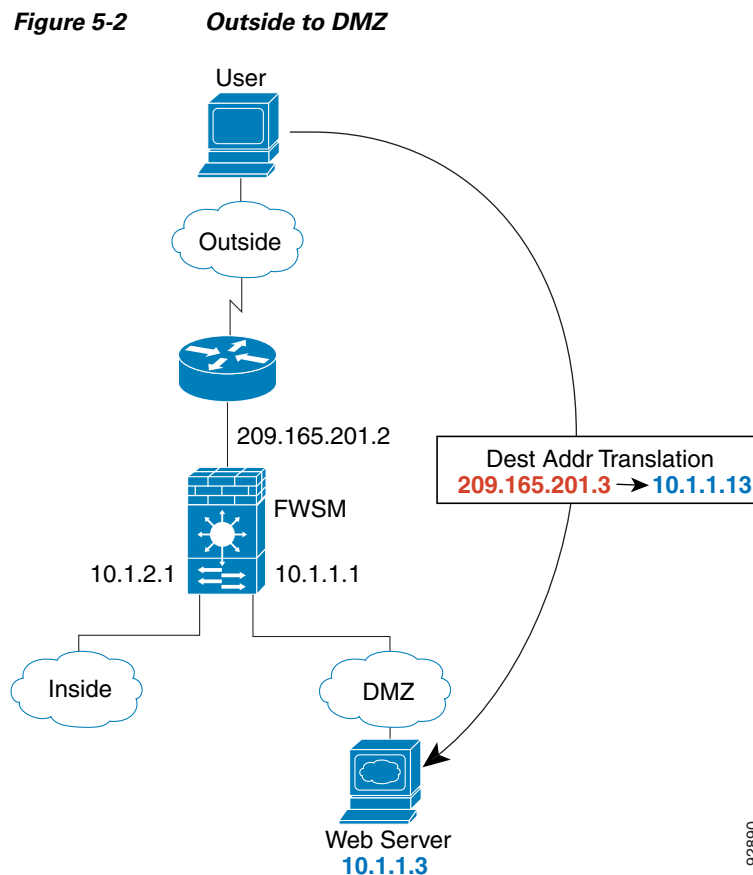 Figure 5-2 Outside to DMZ
User
Outside
209.165.201.2
Dest Addr Translation
209.165.201.3 → 10.1.1.13
FWSM
10.1.2.1 10.1.1.1
Inside
DMZ
Web Server
10.1.1.3
92890